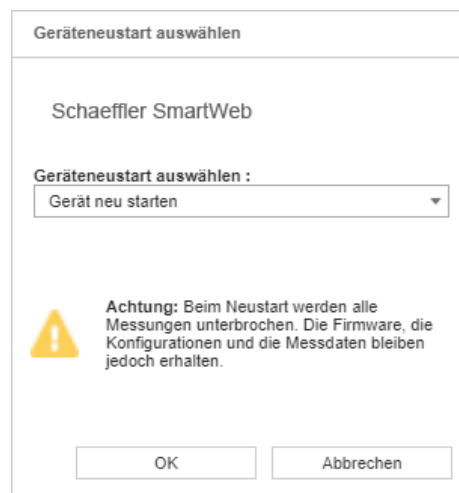 Geräteneustart auswählen
Schaeffler SmartWeb
Geräteneustart auswählen :
Gerät neu starten
Achtung: Beim Neustart werden alle
Messungen unterbrochen. Die Firmware, die
Konfigurationen und die Messdaten bleiben
jedoch erhalten.
OK
Abbrechen